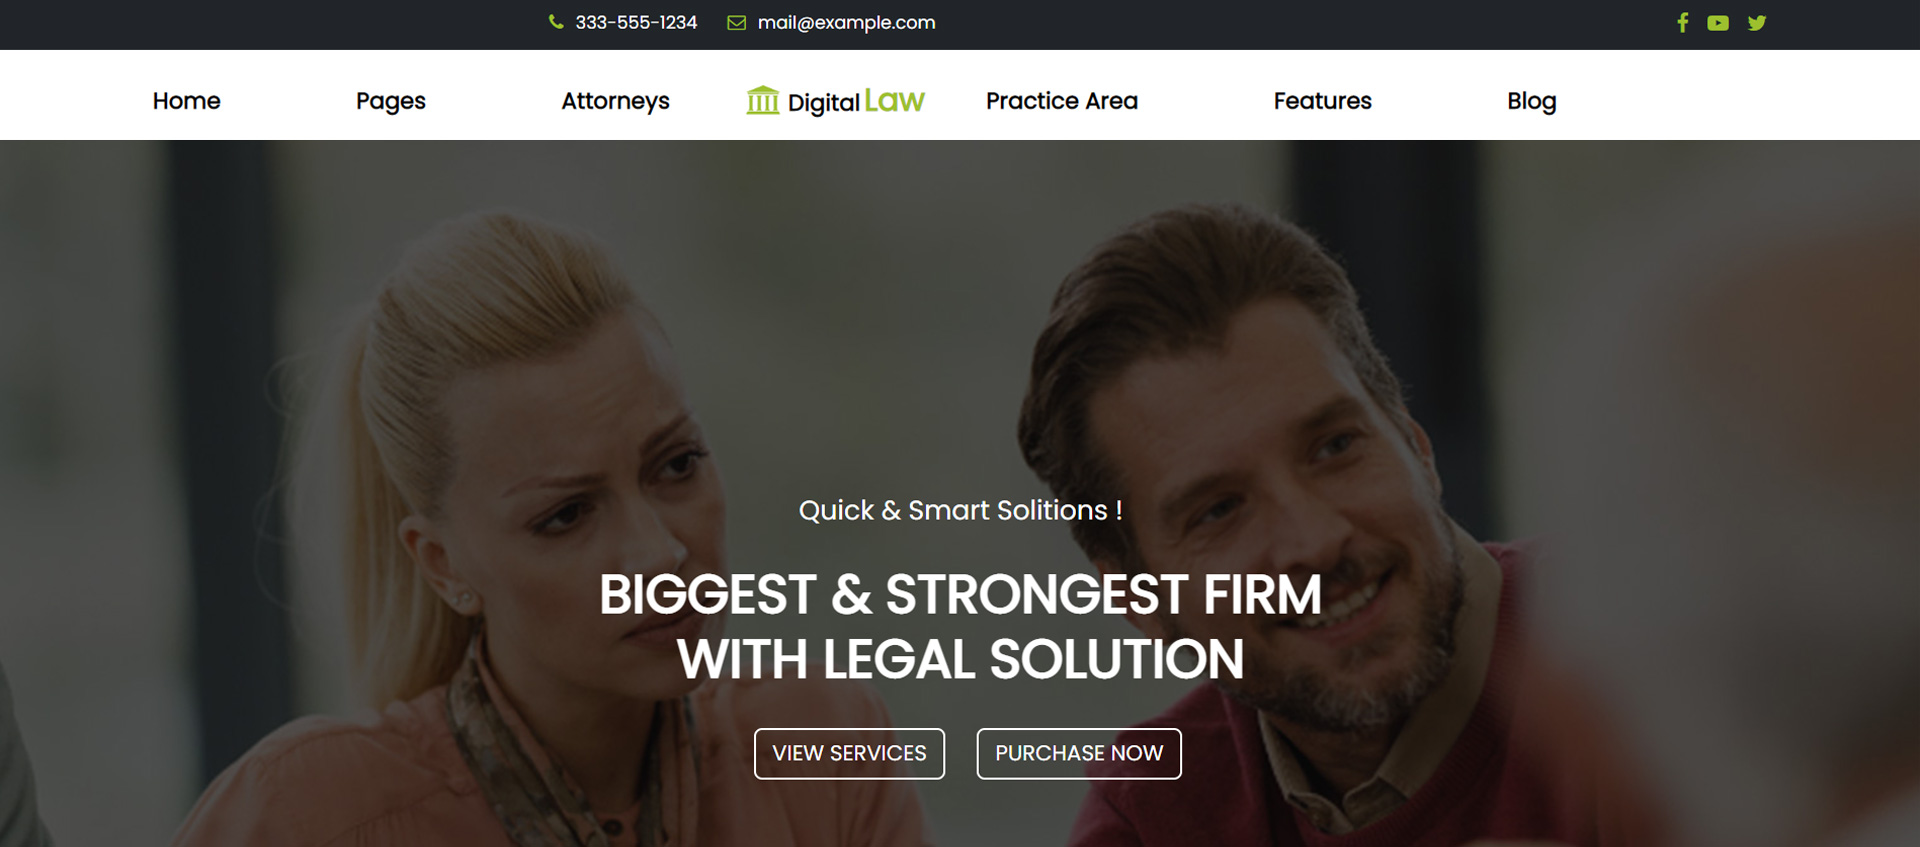 333-555-1234 mail@example.com
Home Pages Attorneys Digital Law Practice Area Features Blog
Quick & Smart Solitions !
BIGGEST & STRONGEST FIRM
WITH LEGAL SOLUTION
VIEW SERVICES PURCHASE NOW